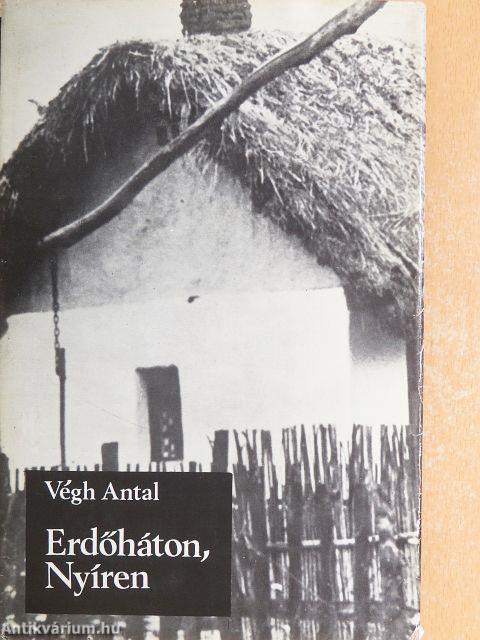 Végh Antal
Erdőháton,
Nyíren
Antikvárium.hu